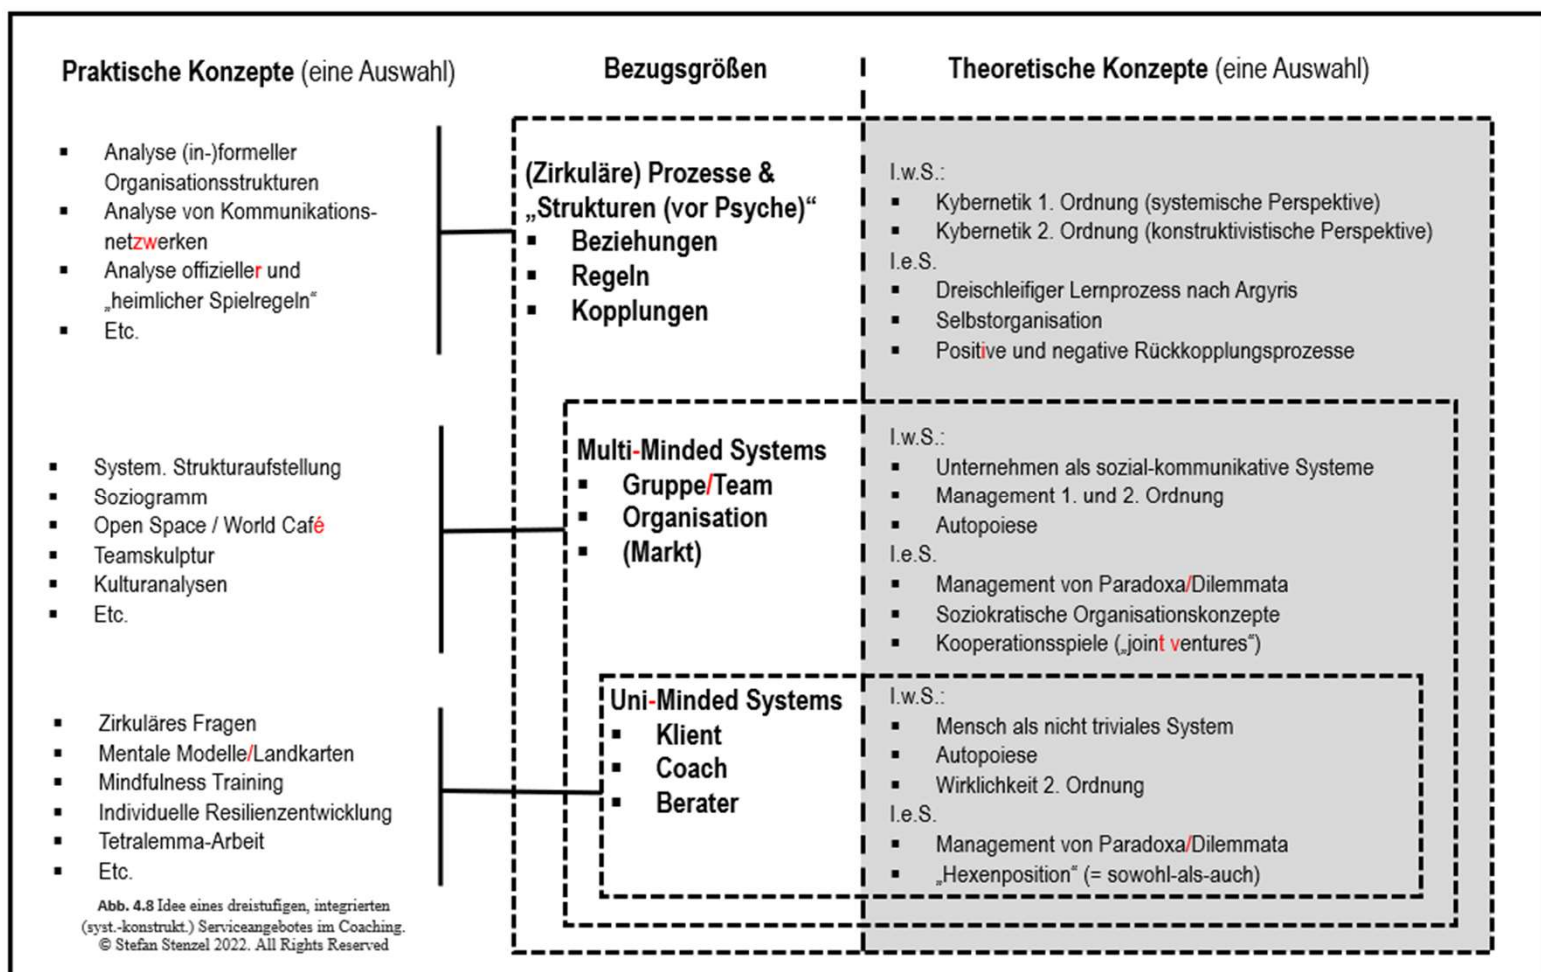 Praktische Konzepte (eine Auswahl)
▪ Analyse (in-)formeller
Organisationsstrukturen
▪ Analyse von Kommunikations-
netzwerken
▪ Analyse offizieller und
„heimlicher Spielregeln“
▪ Etc.
▪ System. Strukturaufstellung
▪ Soziogramm
▪ Open Space / World Café
▪ Teamskulptur
▪ Kulturanalysen
▪ Etc.
▪ Zirkuläres Fragen
▪ Mentale Modelle/Landkarten
▪ Mindfulness Training
▪ Individuelle Resilienzentwicklung
▪ Tetralemma-Arbeit
▪ Etc.
Abb. 4.8 Idee eines dreistufigen, integrierten
(syst.-konstrukt.) Serviceangebotes im Coaching.
© Stefan Stenzel 2022. All Rights Reserved
Bezugsgrößen
(Zirkuläre) Prozesse &
„Strukturen (vor Psyche)“
▪ Beziehungen
▪ Regeln
▪ Kopplungen
Multi-Minded Systems
▪ Gruppe/Team
▪ Organisation
▪ (Markt)
Uni-Minded Systems
▪ Klient
▪ Coach
▪ Berater
Theoretische Konzepte (eine Auswahl)
I.w.S.:
▪ Kybernetik 1. Ordnung (systemische Perspektive)
▪ Kybernetik 2. Ordnung (konstruktivistische Perspektive)
I.e.S.
▪ Dreischleifiger Lernprozess nach Argyris
▪ Selbstorganisation
▪ Positive und negative Rückkopplungsprozesse
I.w.S.:
▪ Unternehmen als sozial-kommunikative Systeme
▪ Management 1. und 2. Ordnung
▪ Autopoiese
I.e.S.
▪ Management von Paradoxa/Dilemmata
▪ Soziokratische Organisationskonzepte
▪ Kooperationsspiele („joint ventures“)
I.w.S.:
▪ Mensch als nicht triviales System
▪ Autopoiese
▪ Wirklichkeit 2. Ordnung
I.e.S.
▪ Management von Paradoxa/Dilemmata
▪ „Hexenposition“ (= sowohl-als-auch)